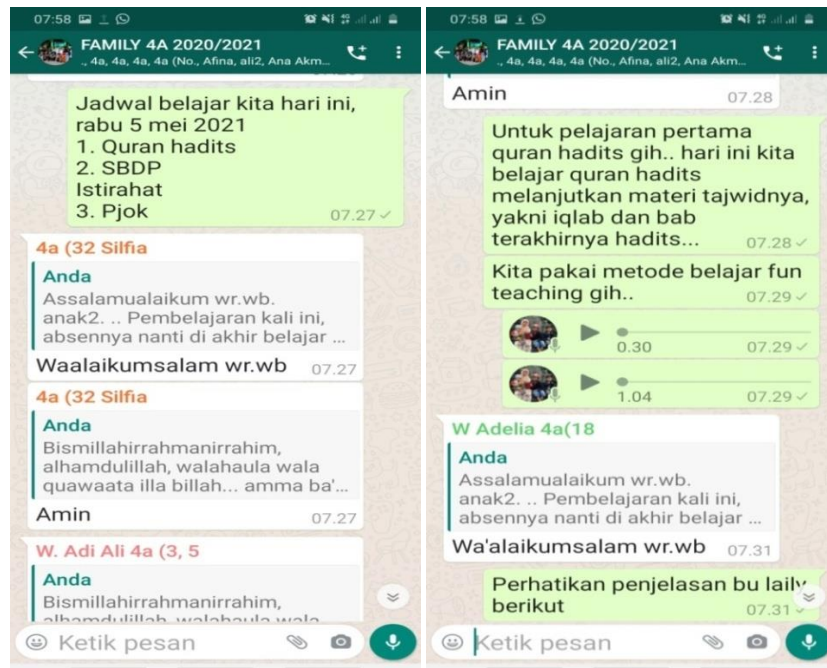 07:58
FAMILY 4A 2020/2021
., 4a, 4a, 4a, 4a (No., Afina, ali2, Ana Akm...
Jadwal belajar kita hari ini,
rabu 5 mei 2021
1. Quran hadits
2. SBDP
Istirahat
3. Pjok
07.27
4a (32 Silfia
Anda
Assalamualaikum wr.wb.
anak2. .. Pembelajaran kali ini,
absennya nanti di akhir belajar ...
Waalaikumsalam wr.wb 07.27
4a (32 Silfia
Anda
Bismillahirrahmanirrahim,
alhamdulillah, walahaula wala
quawaata illa billah... amma ba'...
Amin 07.27
W. Adi Ali 4a (3, 5
Anda
Bismillahirrahmanirrahim,
alhamdulillah, walahaula wala
Ketik pesan
07:58
FAMILY 4A 2020/2021
., 4a, 4a, 4a, 4a (No., Afina, ali2, Ana Akm...
Amin 07.28
Untuk pelajaran pertama
quran hadits gih.. hari ini kita
belajar quran hadits
melanjutkan materi tajwidnya,
yakni iqlab dan bab
terakhirnya hadits... 07.28
Kita pakai metode belajar fun
teaching gih.. 07.29
0.30 07.29
1.04 07.29
W Adelia 4a(18
Anda
Assalamualaikum wr.wb.
anak2. .. Pembelajaran kali ini,
absennya nanti di akhir belajar ...
Wa'alaikumsalam wr.wb 07.31
Perhatikan penjelasan bu laily
berikut 07.31
Ketik pesan